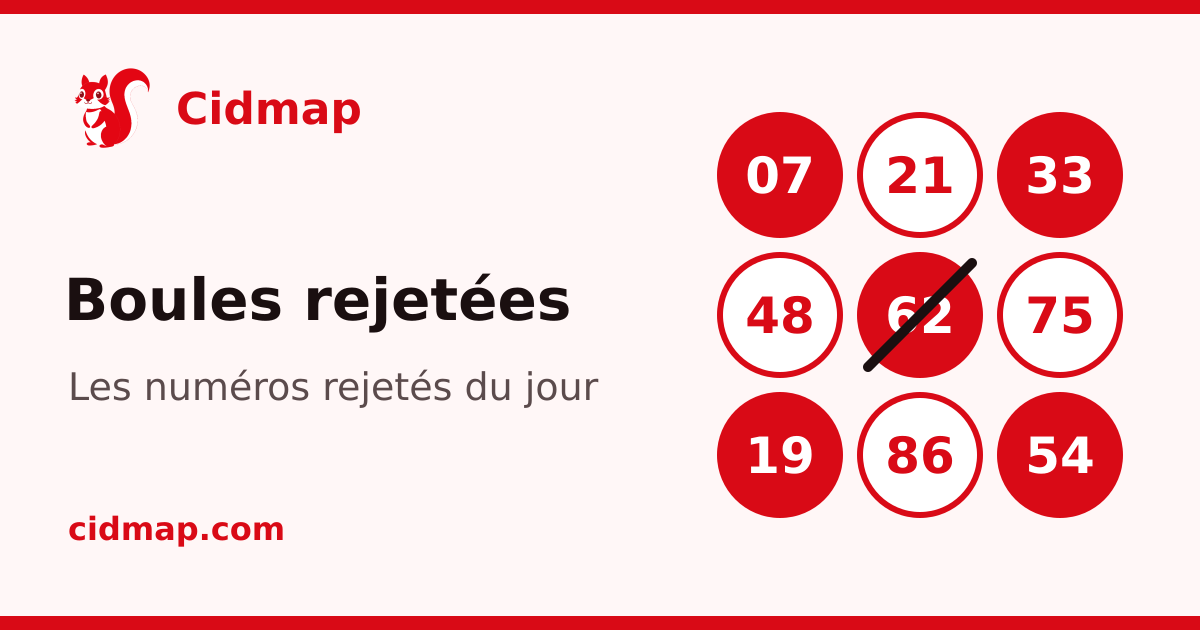 Cidmap
Boules rejetées
Les numéros rejetés du jour
cidmap.com
07 21 33
48 62 75
19 86 54